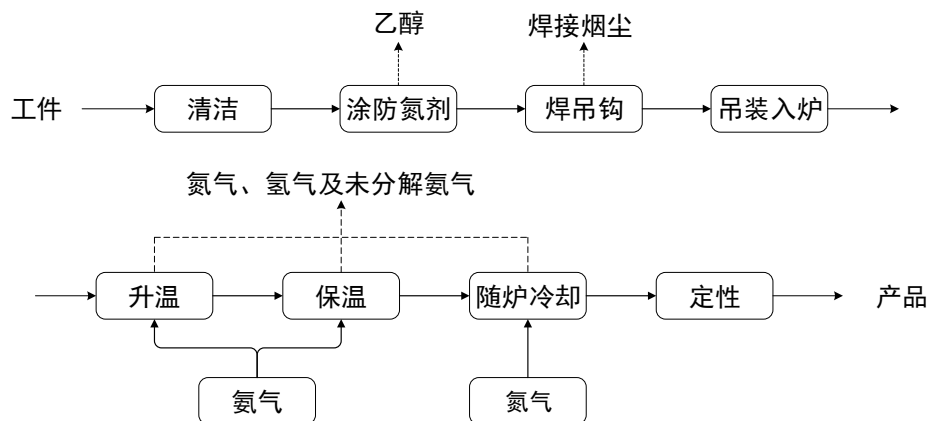 乙醇
焊接烟尘
工件
清洁
涂防氮剂
焊吊钩
吊装入炉
氮气、氢气及未分解氨气
升温
保温
随炉冷却
定性
产品
氨气
氮气